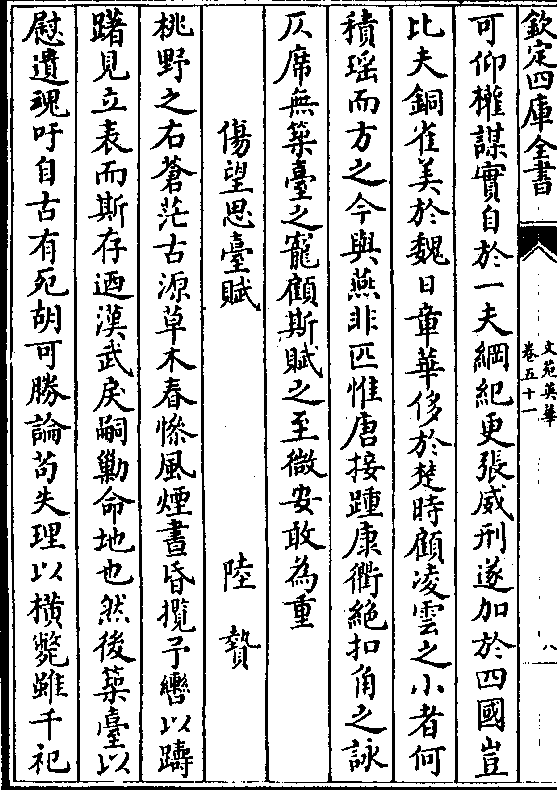 欽定四庫全書
文苑英華
卷五十一
八
可仰權謀實自於一夫綱紀更張威刑遂加於四國豈
比夫銅雀美於魏日章華侈於楚時顧凌雲之小者何
積瑶而方之今與燕非匹惟唐接踵康衢絶扣角之詠
仄席無築臺之寵顧斯賦之至微安敢為重
傷望思臺賦
陸贄
桃野之右蒼茫古源草木春慘風煙晝昏攬予轡以躊
躇見立表而斯存迺漢武戾嗣勦命地也然後築臺以
慰遺魂吁自古有死胡可勝論茍失理以橫斃雖千祀